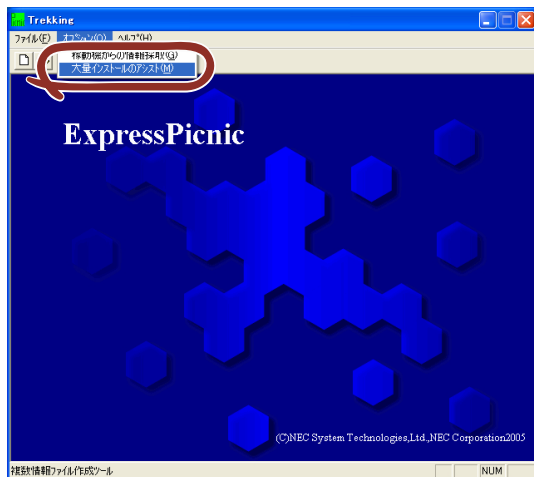 Trekking
ファイル(F) オプション(O) ヘルプ(H)
稼動機からの情報採取(G)
大量インストールのアシスト(M)
ExpressPicnic
(C)NEC System Technologies,Ltd.,NEC Corporation2005
複数情報ファイル作成ツール NUM